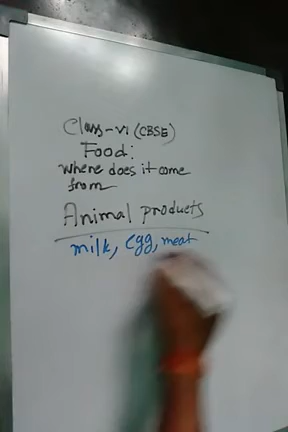 Class-VI (CBSE)
Food:
where does it come
from
Animal products
milk, egg, meat